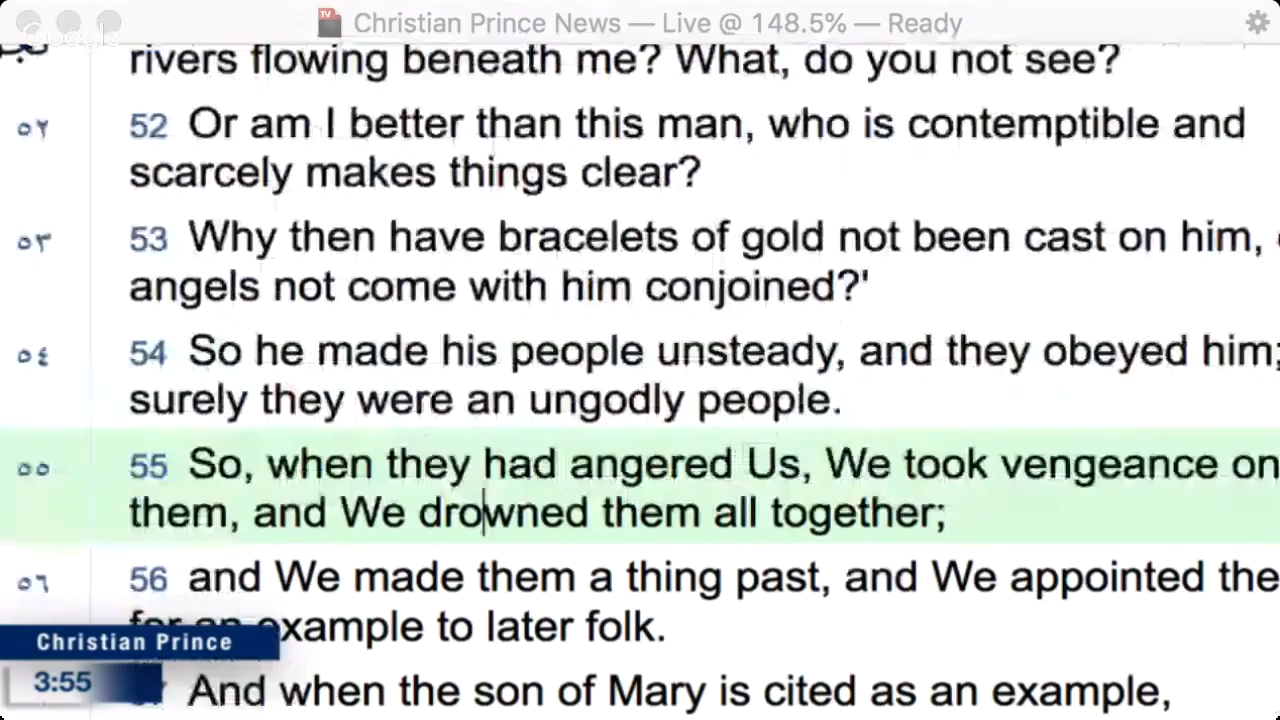 Christian Prince News — Live @ 148.5% — Ready
Google
rivers flowing beneath me? What, do you not see?
٥٢ 52 Or am I better than this man, who is contemptible and
scarcely makes things clear?
٥٣ 53 Why then have bracelets of gold not been cast on him,
angels not come with him conjoined?'
٥٤ 54 So he made his people unsteady, and they obeyed him;
surely they were an ungodly people.
٥٥ 55 So, when they had angered Us, We took vengeance on
them, and We drowned them all together;
٥٦ 56 and We made them a thing past, and We appointed the
for an example to later folk.
Christian Prince
3:55
And when the son of Mary is cited as an example,